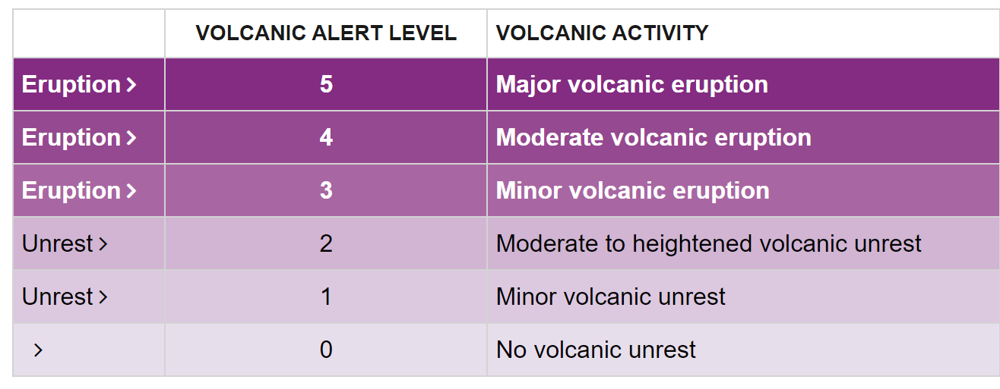 VOLCANIC ALERT LEVEL VOLCANIC ACTIVITY
Eruption > 5 Major volcanic eruption
Eruption > 4 Moderate volcanic eruption
Eruption > 3 Minor volcanic eruption
Unrest > 2 Moderate to heightened volcanic unrest
Unrest > 1 Minor volcanic unrest
> 0 No volcanic unrest